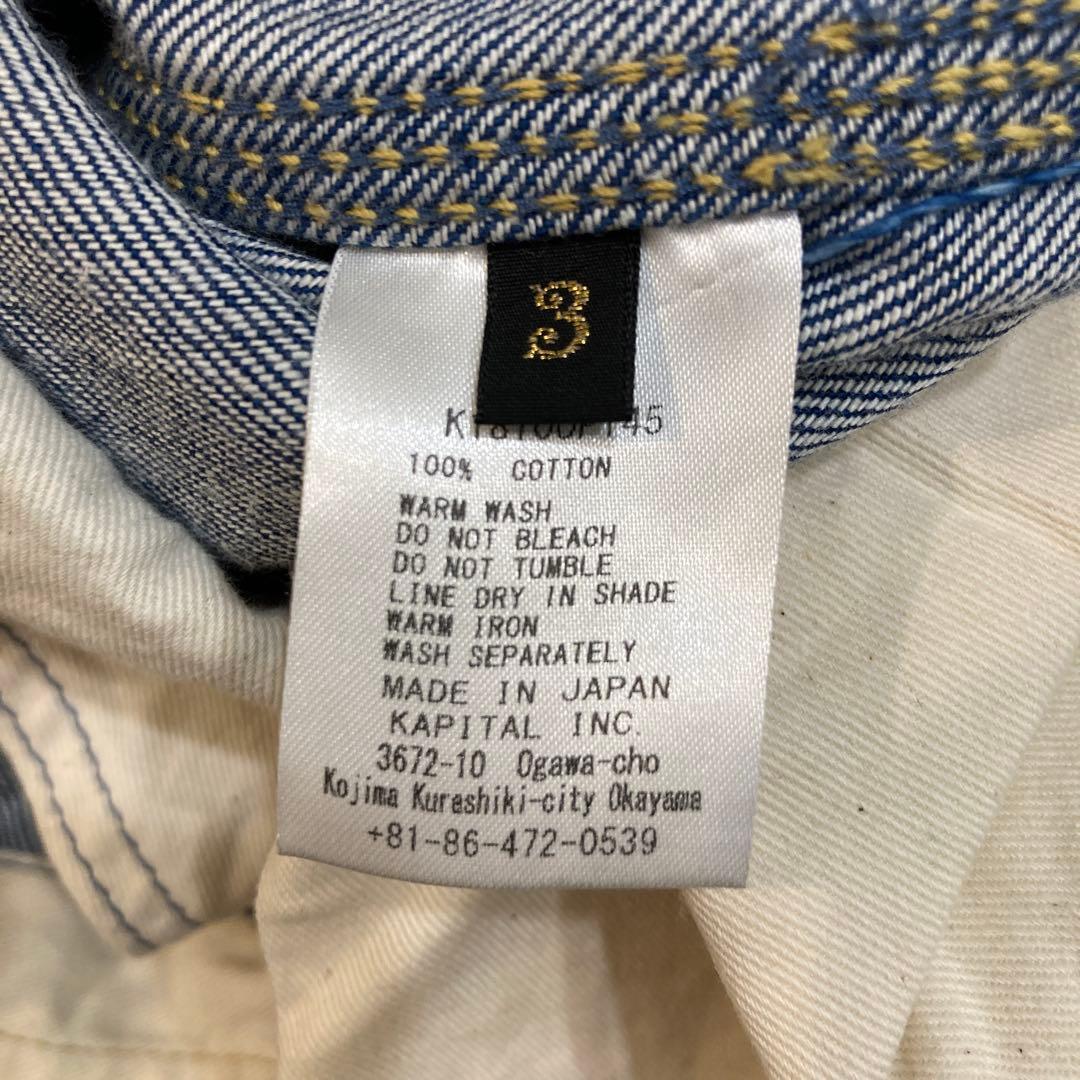 3
100% COTTON
WARM WASH
DO NOT BLEACH
DO NOT TUMBLE
LINE DRY IN SHADE
WARM IRON
WASH SEPARATELY
MADE IN JAPAN
KAPITAL INC.
3672-10 Ogawa-cho
Kojima Kurashiki-city Okayama
+81-86-472-0539